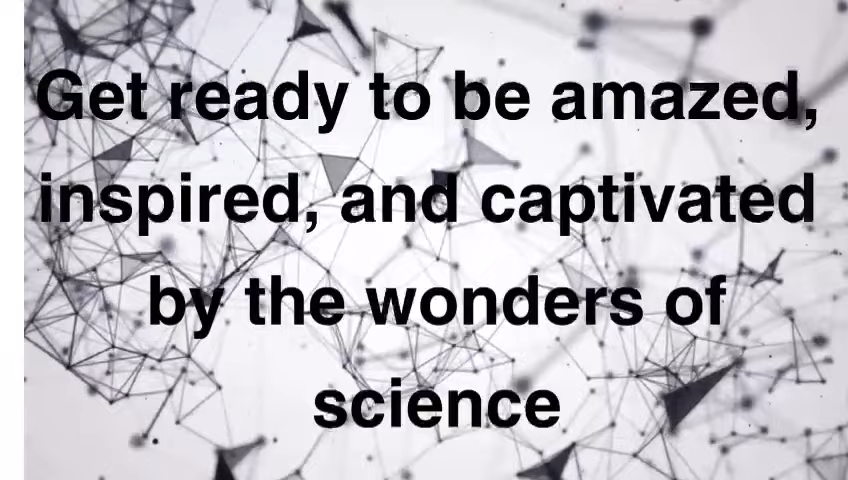 Get ready to be amazed,
inspired, and captivated
by the wonders of
science